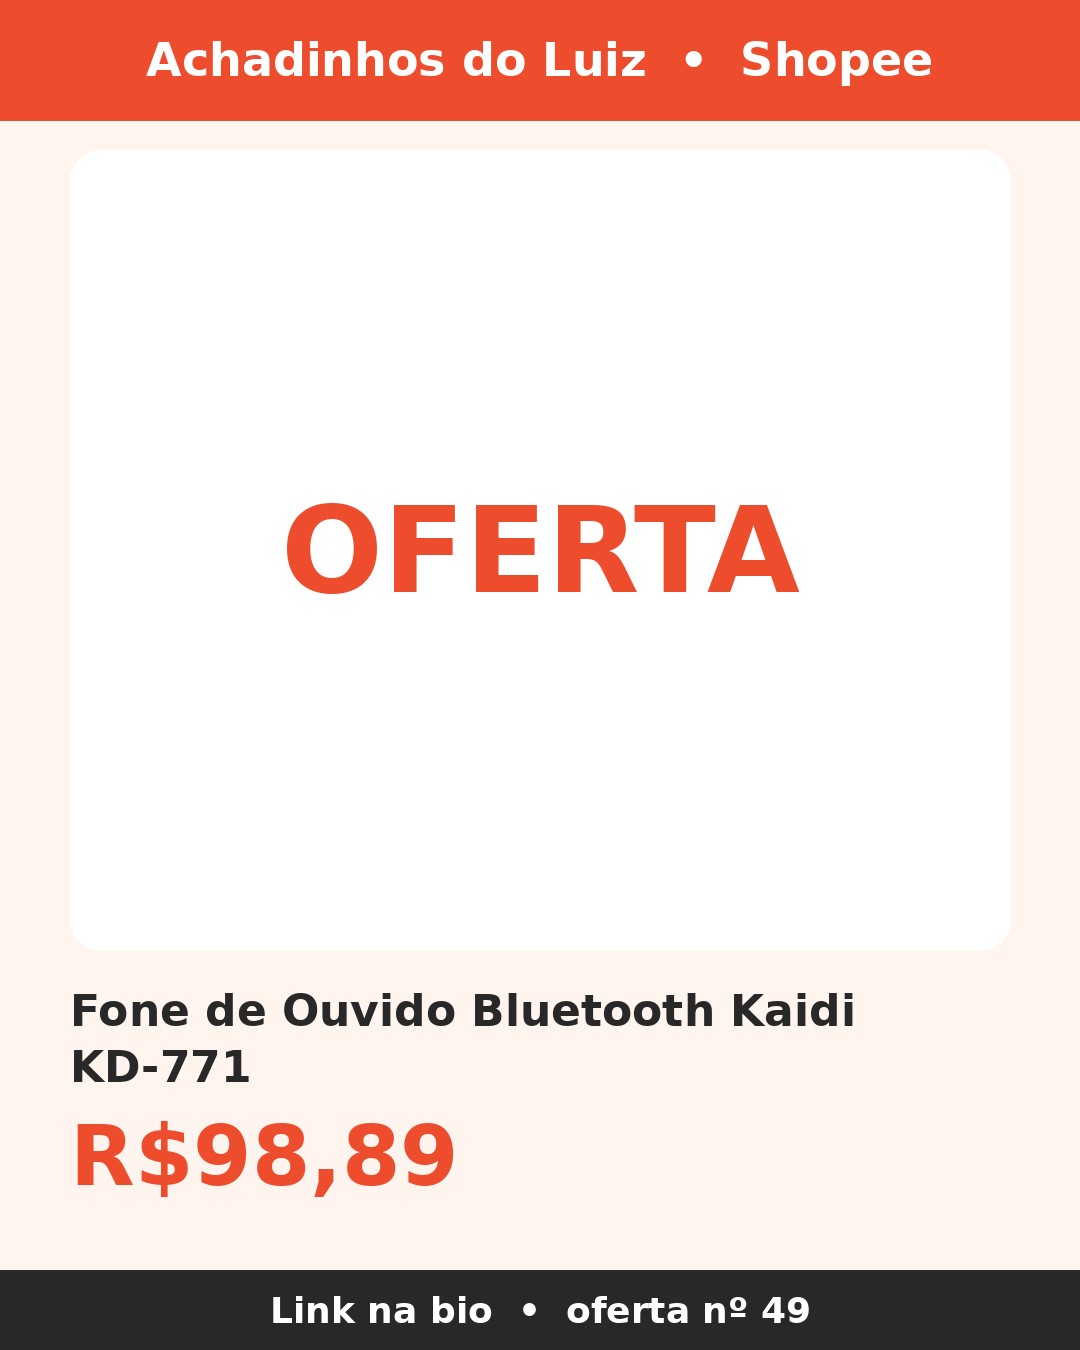 Achadinhos do Luiz • Shopee
OFERTA
Fone de Ouvido Bluetooth Kaidi
KD-771
R$98,89
Link na bio • oferta nº 49